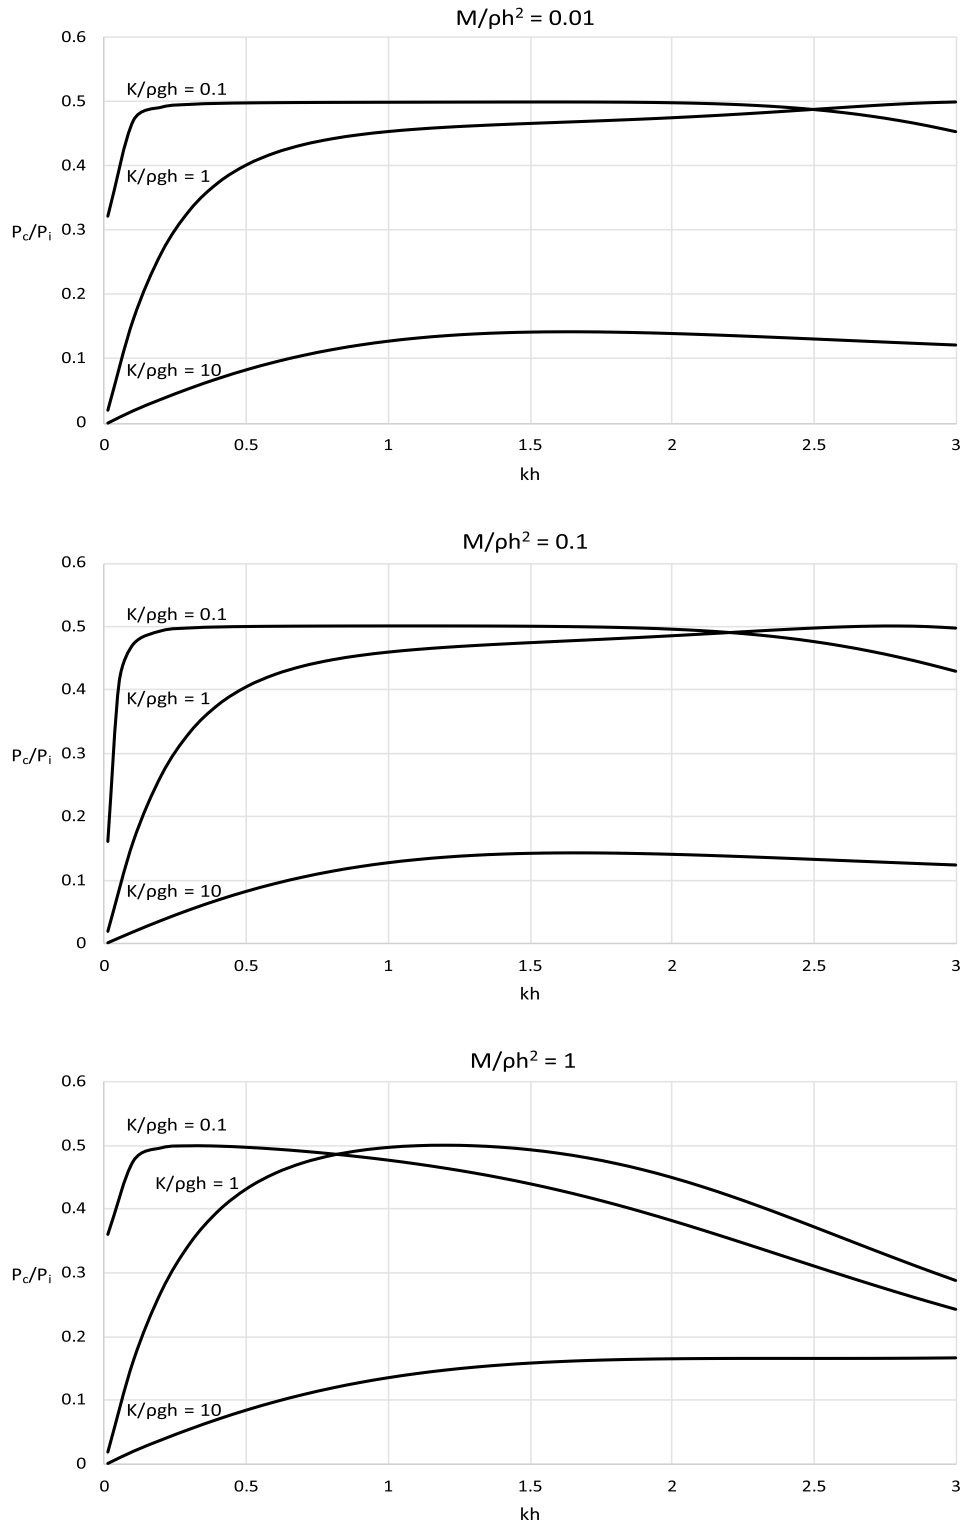 M/ρh² = 0.01
0.6
K/ρgh = 0.1
0.5
0.4
K/ρgh = 1
0.3
Pc/Pi
0.2
0.1
K/ρgh = 10
0
0 0.5 1 1.5 2 2.5 3
kh
M/ρh² = 0.1
0.6
K/ρgh = 0.1
0.5
0.4
K/ρgh = 1
0.3
Pc/Pi
0.2
0.1
K/ρgh = 10
0
0 0.5 1 1.5 2 2.5 3
kh
M/ρh² = 1
0.6
K/ρgh = 0.1
0.5
K/ρgh = 1
0.4
0.3
Pc/Pi
0.2
0.1
K/ρgh = 10
0
0 0.5 1 1.5 2 2.5 3
kh